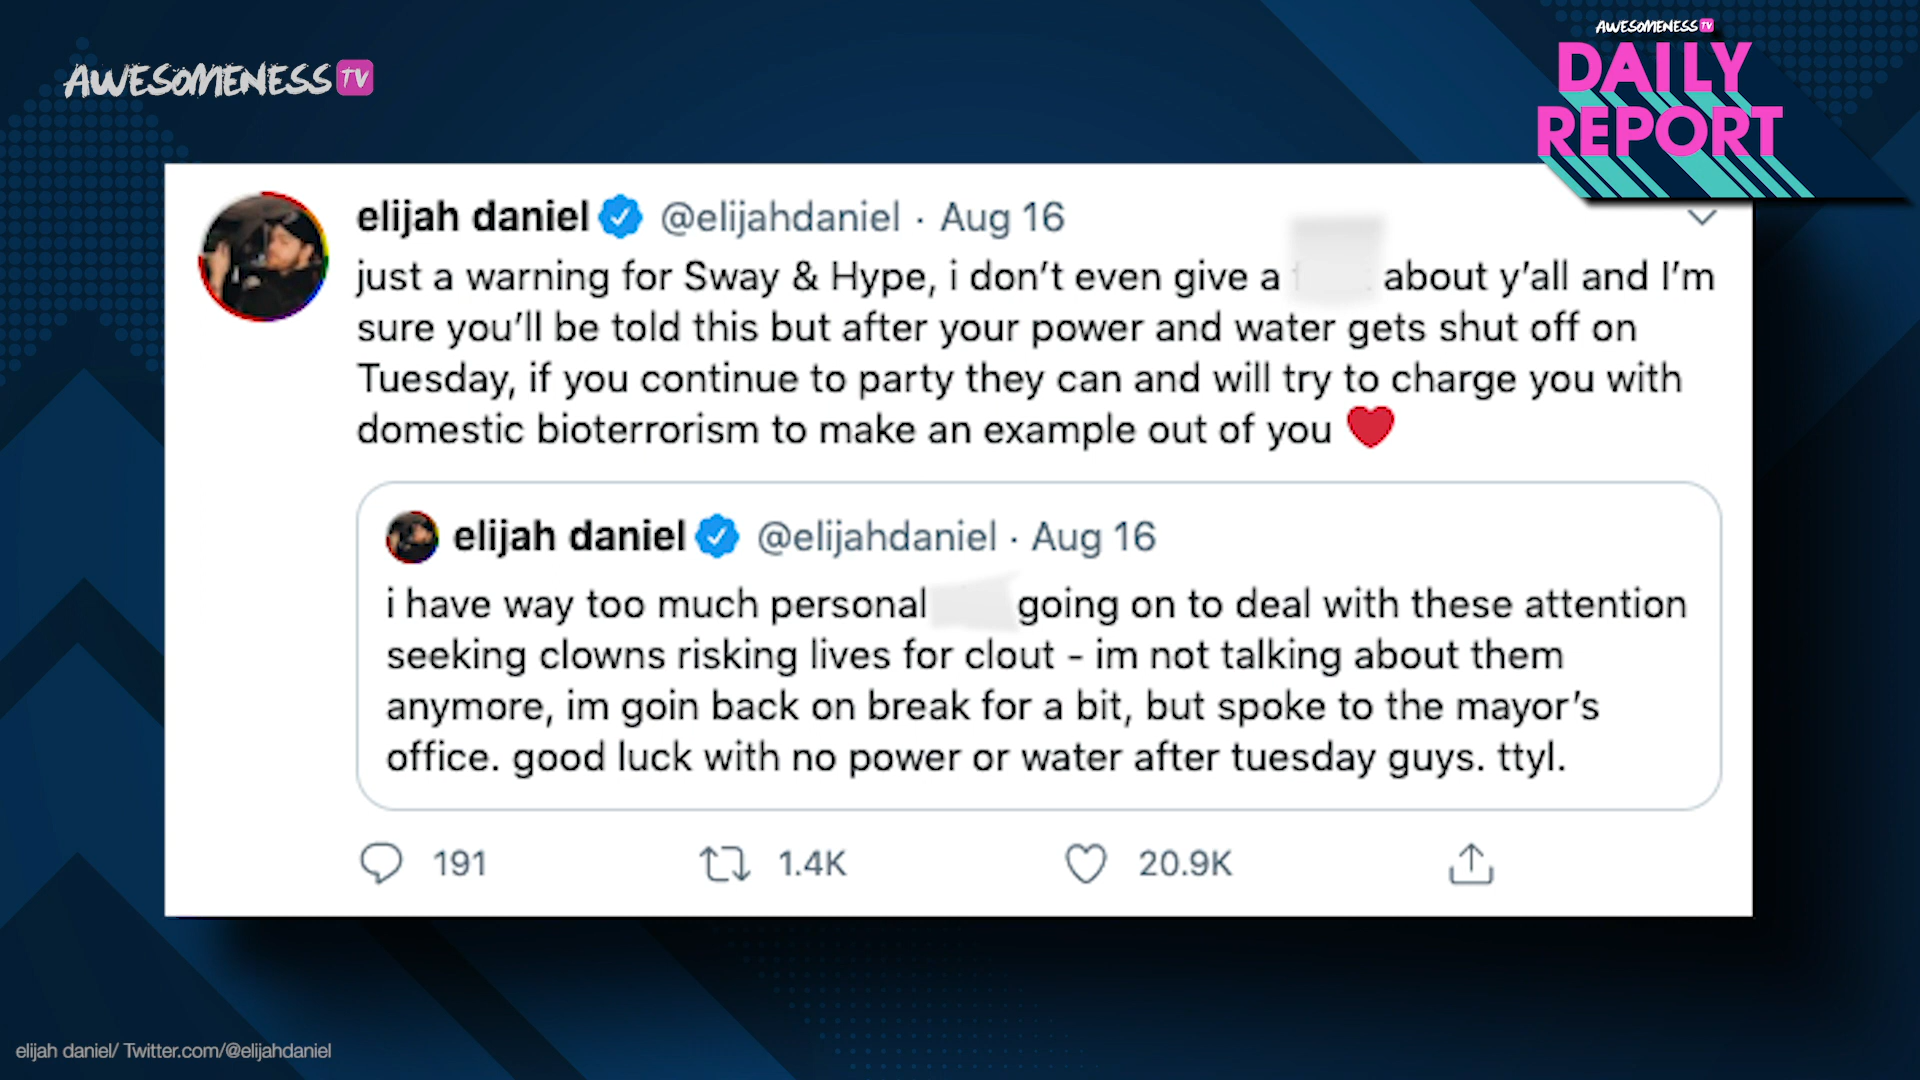 AWESOMENESS TV
AWESOMENESS TV
DAILY
REPORT
elijah daniel @elijahdaniel · Aug 16
just a warning for Sway & Hype, i don't even give a about y'all and I'm
sure you'll be told this but after your power and water gets shut off on
Tuesday, if you continue to party they can and will try to charge you with
domestic bioterrorism to make an example out of you ❤️
elijah daniel @elijahdaniel · Aug 16
i have way too much personal going on to deal with these attention
seeking clowns risking lives for clout - im not talking about them
anymore, im goin back on break for a bit, but spoke to the mayor's
office. good luck with no power or water after tuesday guys. ttyl.
191 1.4K 20.9K
elijah daniel/ Twitter.com/@elijahdaniel